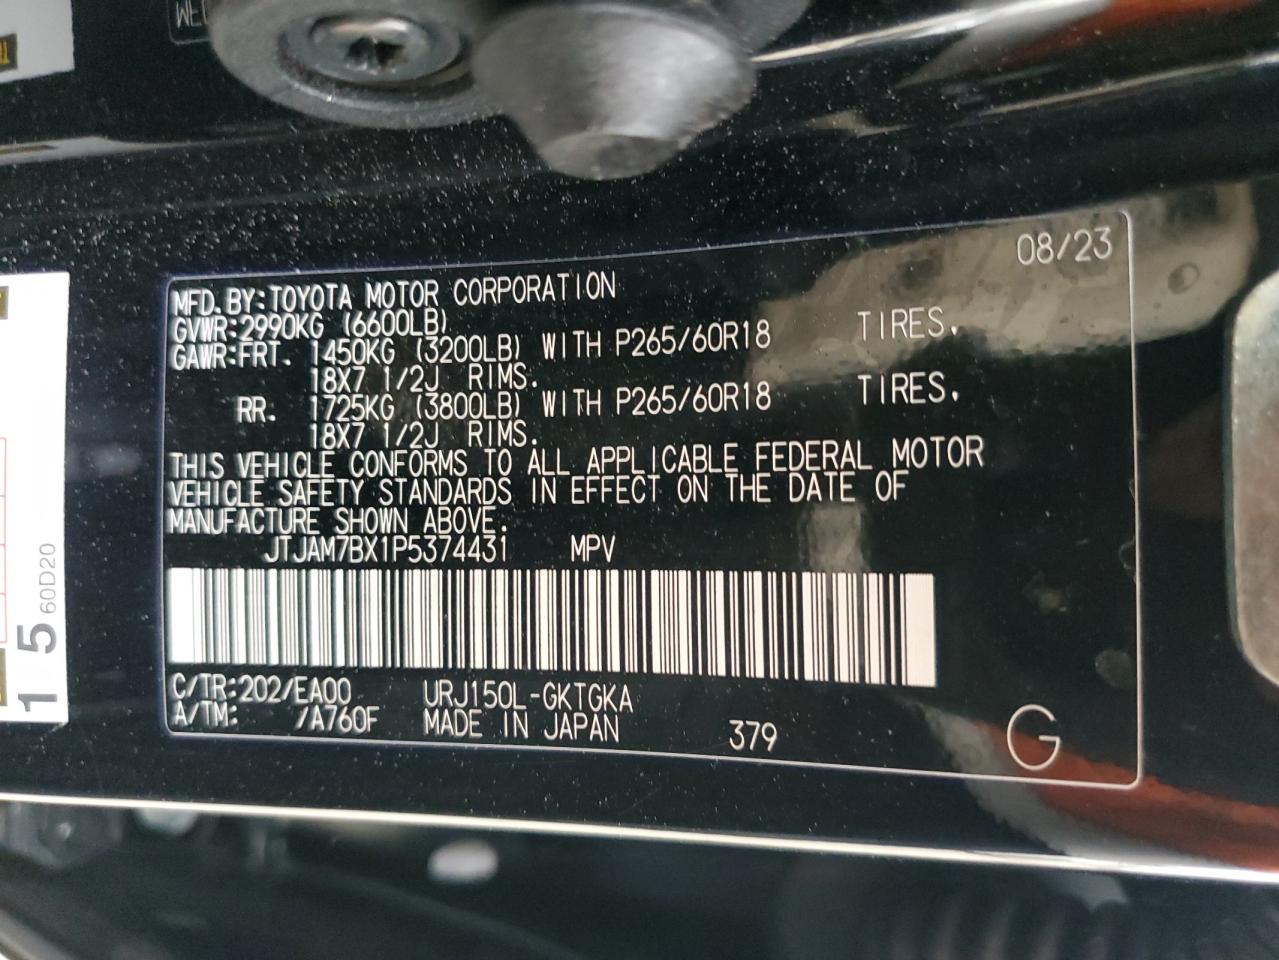 WE
08/23
MFD. BY:TOYOTA MOTOR CORPORATION
GVWR:2990KG (6600LB)
GAWR:FRT. 1450KG (3200LB) WITH P265/60R18 TIRES.
18X7 1/2J RIMS.
RR. 1725KG (3800LB) WITH P265/60R18 TIRES.
18X7 1/2J RIMS.
THIS VEHICLE CONFORMS TO ALL APPLICABLE FEDERAL MOTOR
VEHICLE SAFETY STANDARDS IN EFFECT ON THE DATE OF
MANUFACTURE SHOWN ABOVE.
JTJAM7BX1P5374431 MPV
C/TR:202/EA00 URJ150L-GKTGKA
A/TM: /A760F MADE IN JAPAN 379 G
1 5 60D20